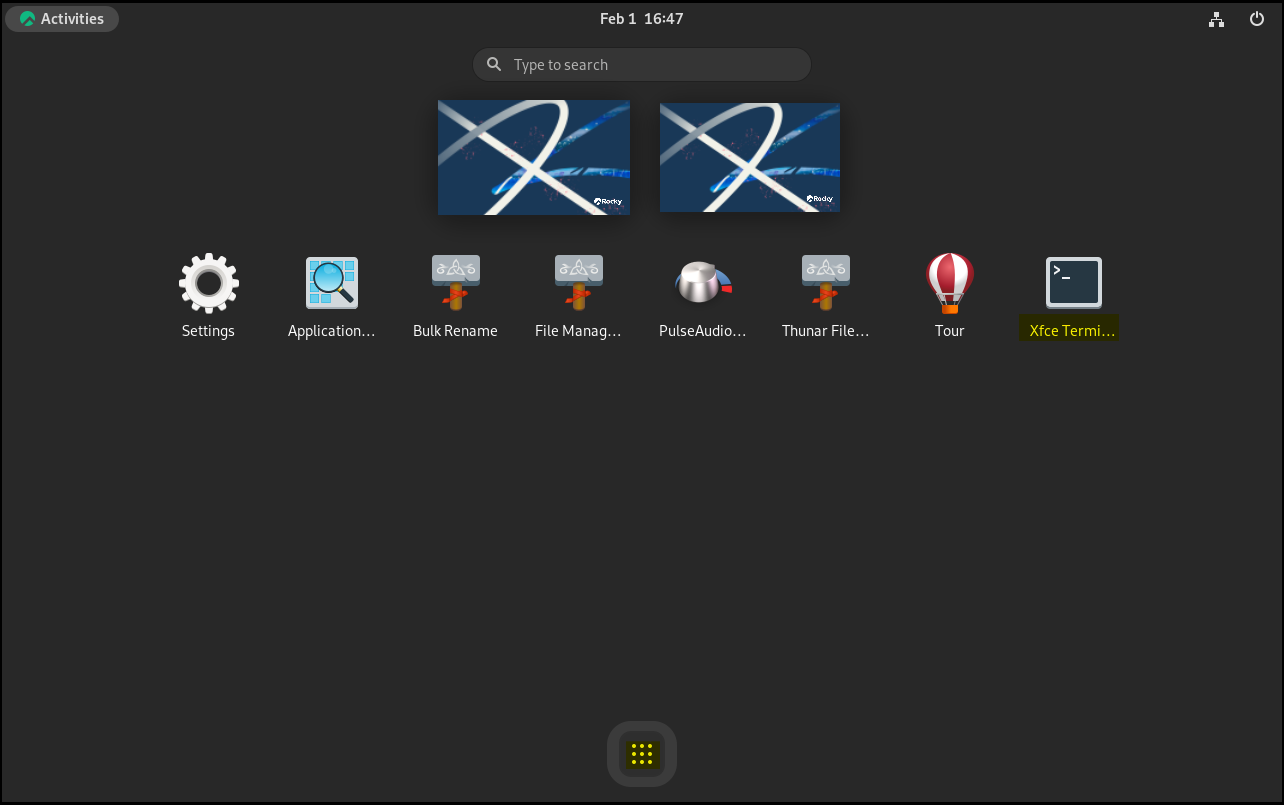 Activities
Feb 1 16:47
Type to search
Rocky
Rocky
Settings
Application...
Bulk Rename
File Manag...
PulseAudio...
Thunar File...
Tour
Xfce Termi...
>_